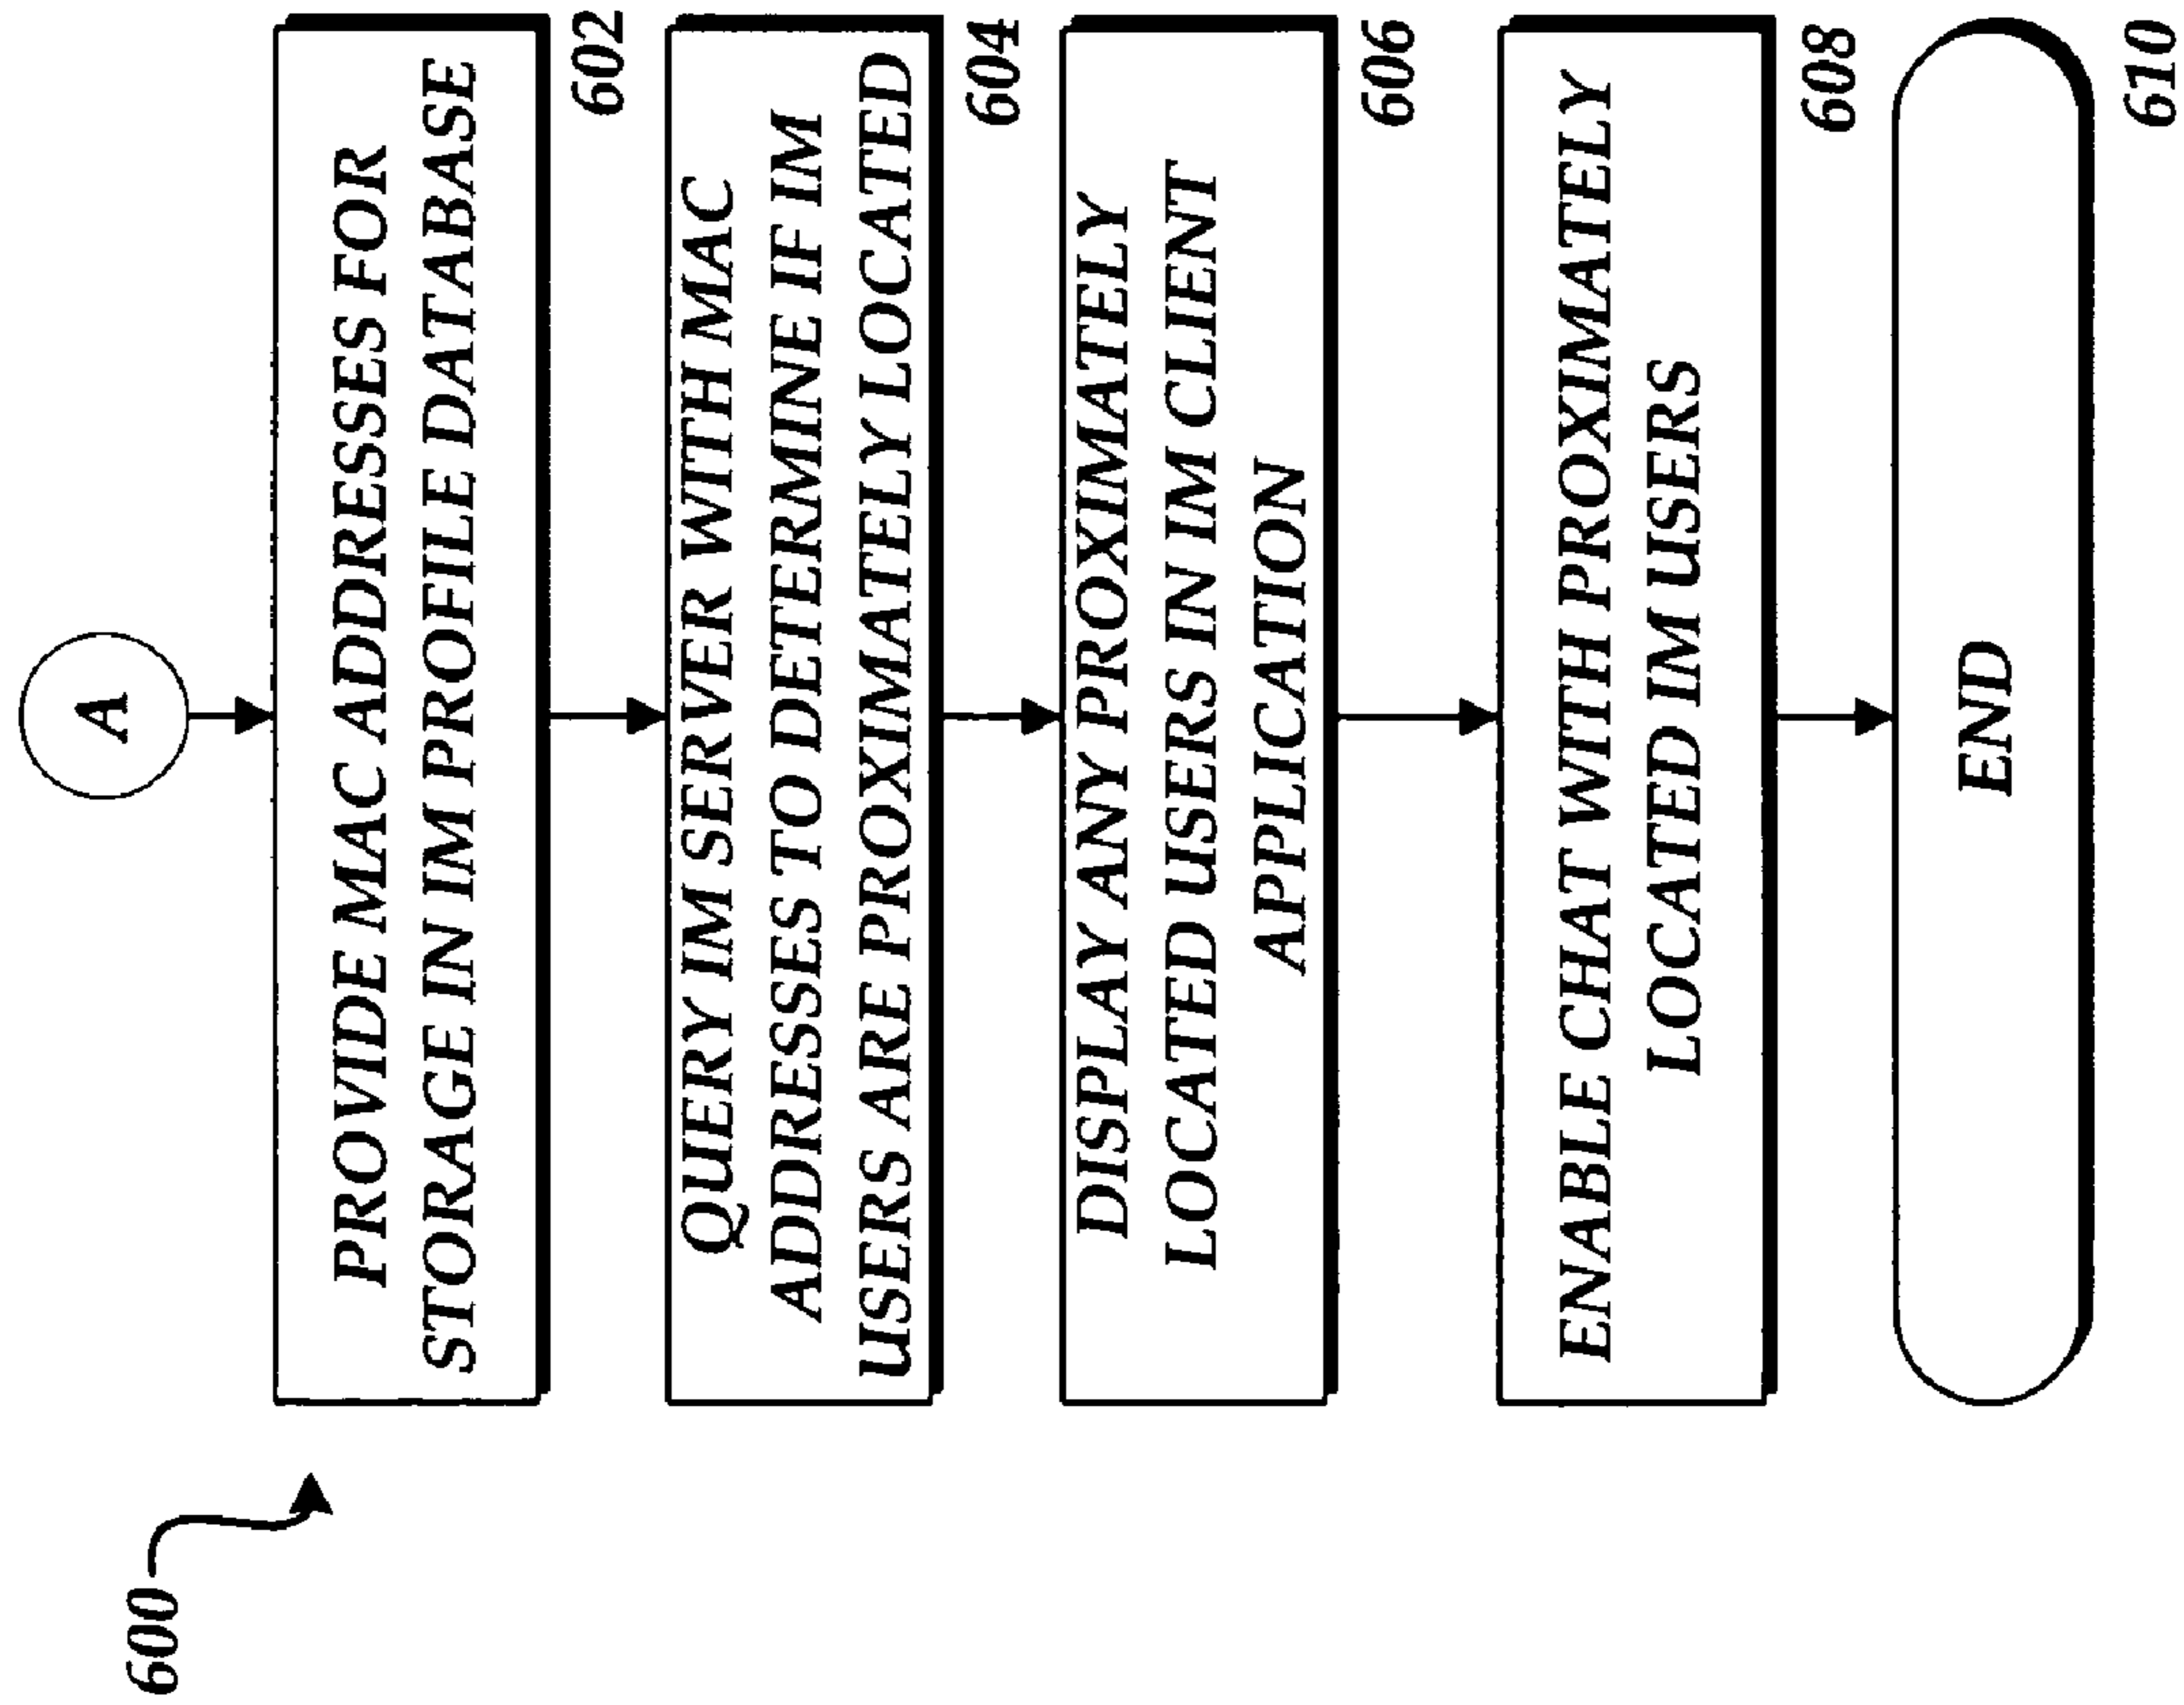 600
A
PROVIDE MAC ADDRESSES FOR
STORAGE IN IM PROFILE DATABASE
602
QUERY IM SERVER WITH MAC
ADDRESSES TO DETERMINE IF IM
USERS ARE PROXIMATELY LOCATED
604
DISPLAY ANY PROXIMATELY
LOCATED USERS IN IM CLIENT
APPLICATION
606
ENABLE CHAT WITH PROXIMATELY
LOCATED IM USERS
608
END
610